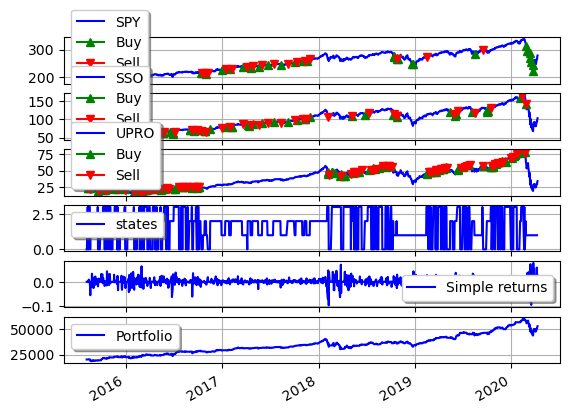 SPY
Buy
Sell
300
200
SSO
Buy
Sell
150
100
50
UPRO
Buy
Sell
75
50
25
states
2.5
0.0
Simple returns
0.0
−0.1
Portfolio
50000
25000
2016 2017 2018 2019 2020